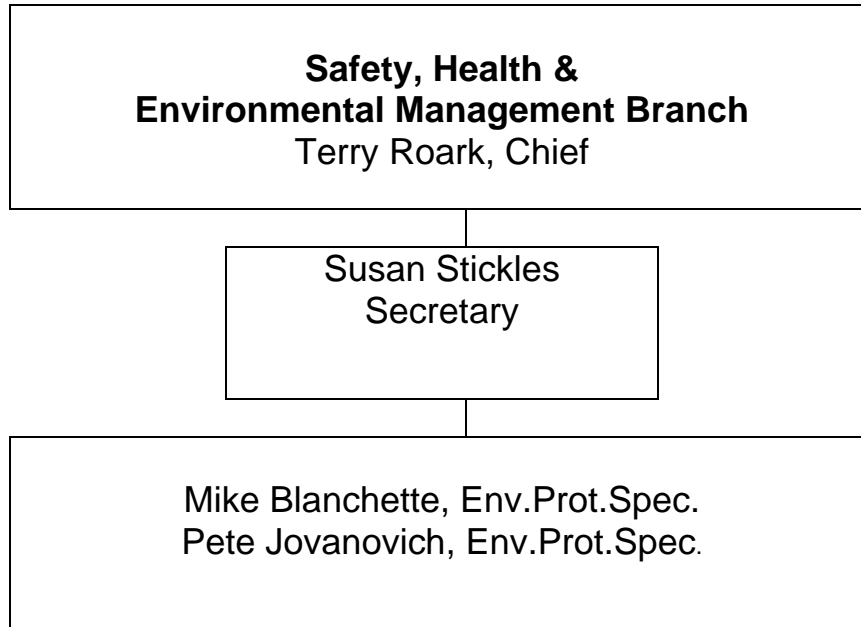 Safety, Health &
Environmental Management Branch
Terry Roark, Chief
Susan Stickles
Secretary
Mike Blanchette, Env.Prot.Spec.
Pete Jovanovich, Env.Prot.Spec.